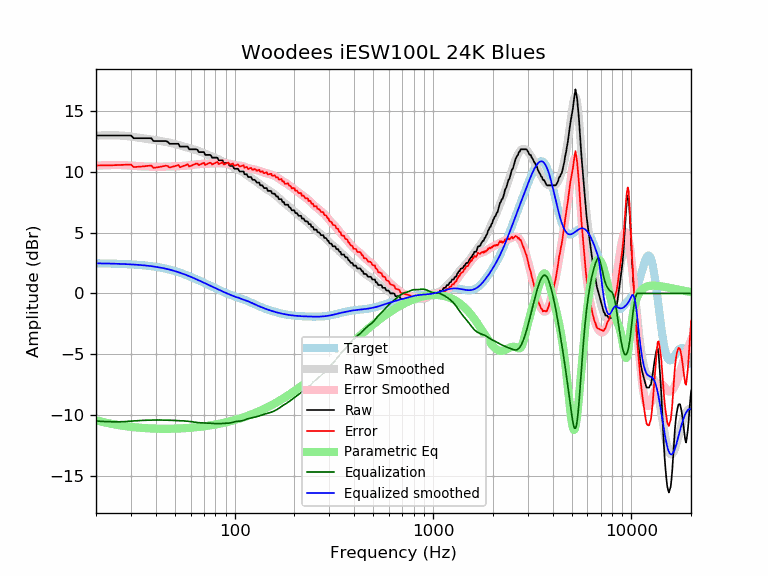 Woodees iESW100L 24K Blues
Amplitude (dBr)
15
10
5
0
−5
−10
−15
100
1000
10000
Frequency (Hz)
Target
Raw Smoothed
Error Smoothed
Raw
Error
Parametric Eq
Equalization
Equalized smoothed